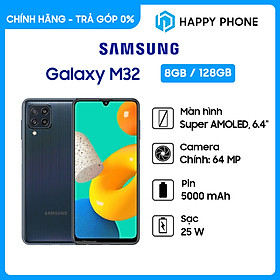 CHÍNH HÃNG - TRẢ GÓP 0%
HAPPY PHONE
SAMSUNG
Galaxy M32
8GB / 128GB
Màn hình
Super AMOLED, 6.4"
Camera
Chính: 64 MP
Pin
5000 mAh
Sạc
25 W
SAMSUNG